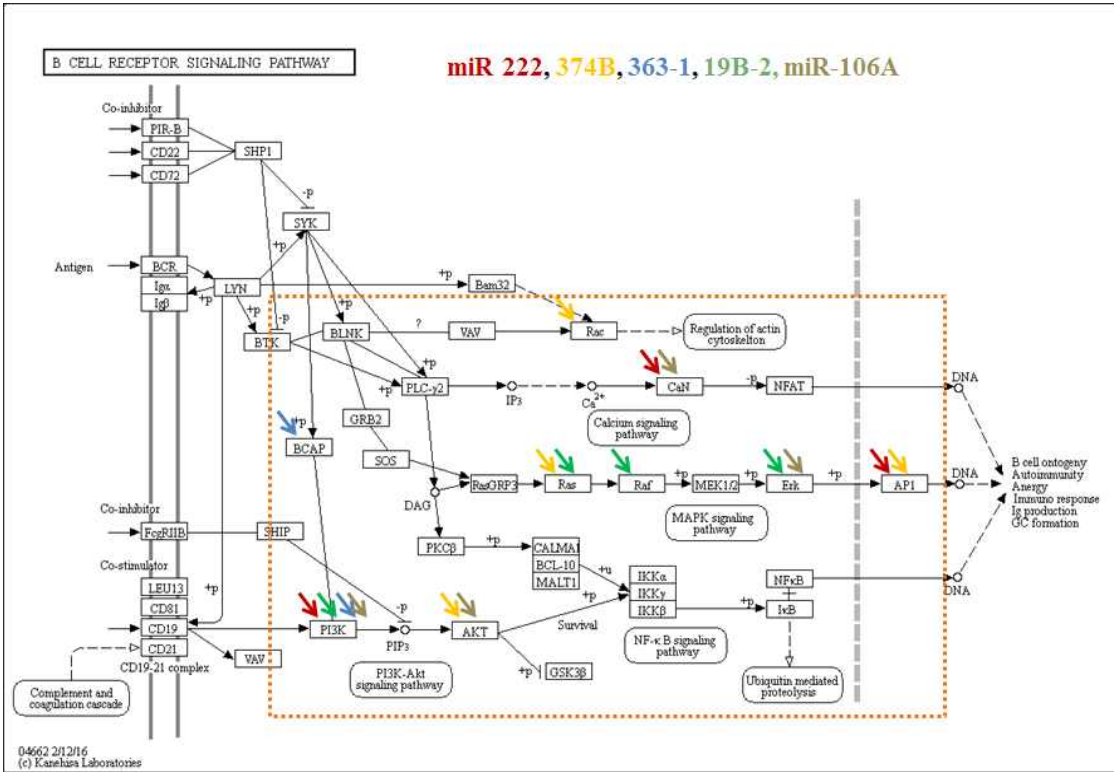 B CELL RECEPTOR SIGNALING PATHWAY
miR 222, 374B, 363-1, 19B-2, miR-106A
Co-inhibitor
PIR-B
CD22
CD72
SHP1
-p
SYK
+p
Antigen
BCR
Igα
Igβ
+p
LYN
+p
Bam32
+p
-p
+p
BTK
BLNK
?
VAV
Rac
Regulation of actin
cytoskelton
+p
+p
PLC-γ2
IP3
Ca2+
CaN
-p
NFAT
DNA
Calcium signaling
pathway
GRB2
+p
BCAP
SOS
RasGRP3
Ras
Raf
+p
MEK1/2
+p
Erk
+p
AP1
DNA
DAG
MAPK signaling
pathway
B cell ontogeny
Autoimmunity
Anergy
Immuno response
Ig production
GC formation
Co-inhibitor
FcgRIIB
SHIP
PKCβ
+p
CALMA1
BCL-10
MALT1
+u
+p
IKKα
IKKγ
IKKβ
+p
NFκB
IκB
DNA
Co-stimulator
LEU13
CD81
CD19
CD21
+p
CD19-21 complex
VAV
PI3K
-p
PIP3
AKT
Survival
+p
GSK3β
PI3K-Akt
signaling pathway
NF-κ B signaling
pathway
Ubiquitin mediated
proteolysis
Complement and
coagulation cascade
04662 2/12/16
(c) Kanehisa Laboratories